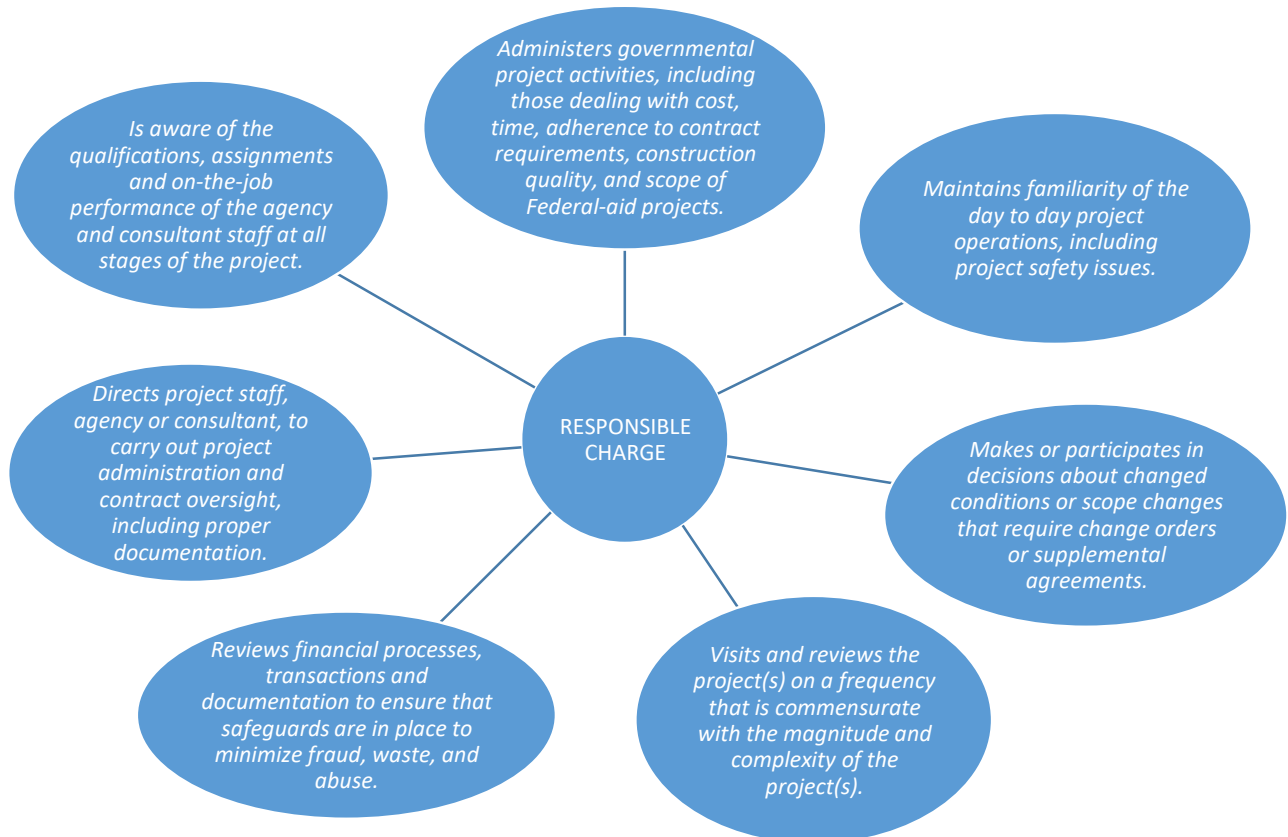 Administers governmental
project activities, including
those dealing with cost,
time, adherence to contract
requirements, construction
quality, and scope of
Federal-aid projects.
Maintains familiarity of the
day to day project
operations, including
project safety issues.
Makes or participates in
decisions about changed
conditions or scope changes
that require change orders
or supplemental
agreements.
Visits and reviews the
project(s) on a frequency
that is commensurate
with the magnitude and
complexity of the
project(s).
Reviews financial processes,
transactions and
documentation to ensure that
safeguards are in place to
minimize fraud, waste, and
abuse.
Directs project staff,
agency or consultant, to
carry out project
administration and
contract oversight,
including proper
documentation.
Is aware of the
qualifications, assignments
and on-the-job
performance of the agency
and consultant staff at all
stages of the project.
RESPONSIBLE
CHARGE